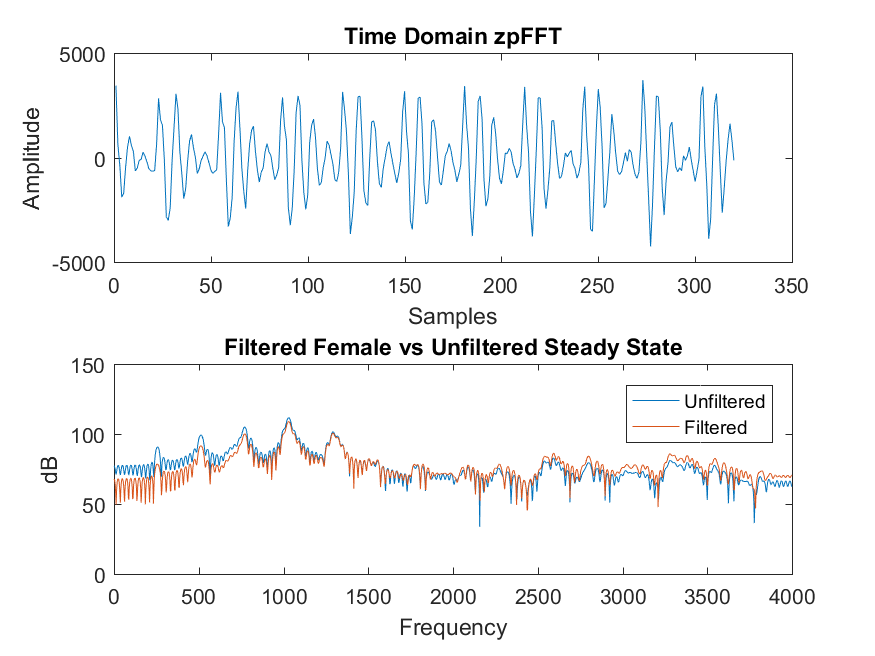 Time Domain zpFFT
5000
0
-5000
Amplitude
0 50 100 150 200 250 300 350
Samples
Filtered Female vs Unfiltered Steady State
150
100
50
0
dB
Unfiltered
Filtered
0 500 1000 1500 2000 2500 3000 3500 4000
Frequency